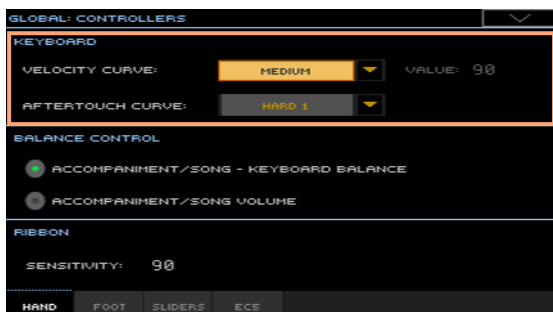 GLOBAL: CONTROLLERS
KEYBOARD
VELOCITY CURVE: MEDIUM VALUE: 90
AFTERTOUCH CURVE: HARD 1
BALANCE CONTROL
ACCOMPANIMENT/SONG - KEYBOARD BALANCE
ACCOMPANIMENT/SONG VOLUME
RIBBON
SENSITIVITY: 90
HAND FOOT SLIDERS EC5